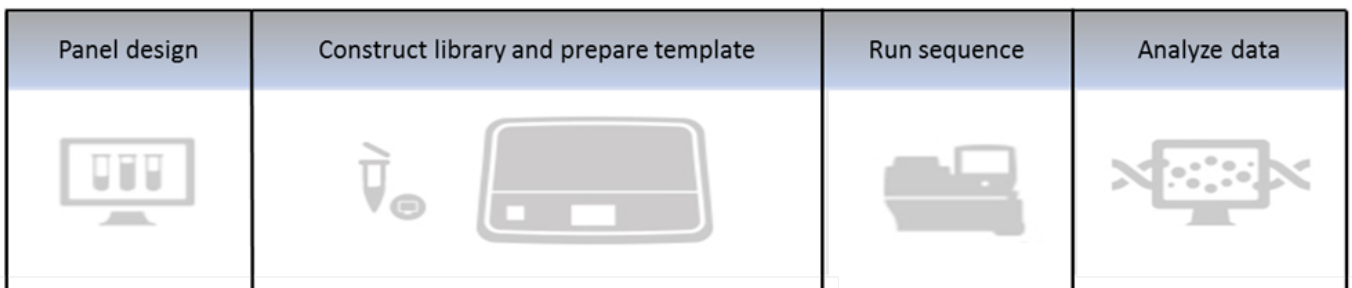 Panel design
Construct library and prepare template
Run sequence
Analyze data